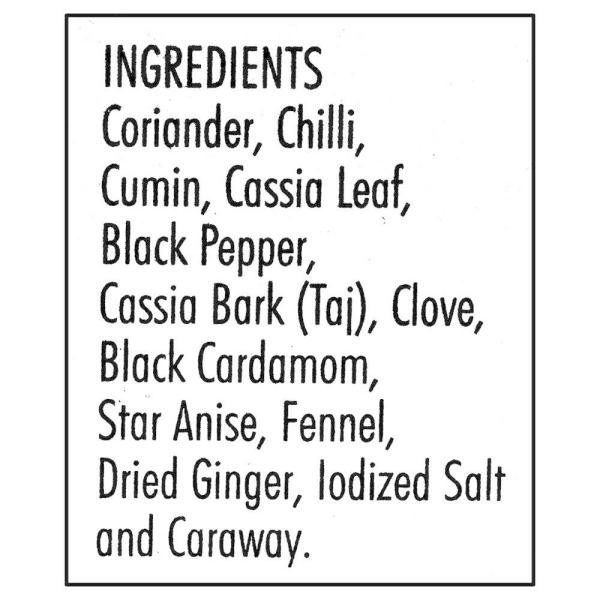 INGREDIENTS
Coriander, Chilli,
Cumin, Cassia Leaf,
Black Pepper,
Cassia Bark (Taj), Clove,
Black Cardamom,
Star Anise, Fennel,
Dried Ginger, Iodized Salt
and Caraway.